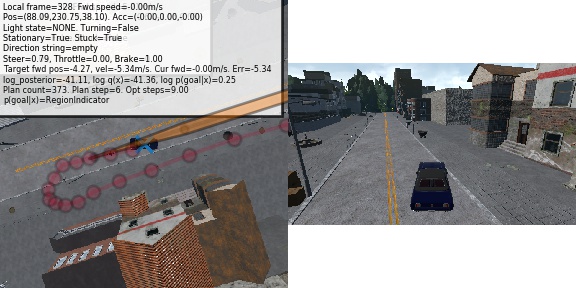 Local frame=328. Fwd speed=-0.00m/s
Pos=(88.09,230.75,38.10). Acc=(-0.00,0.00,-0.00)
Light state=NONE. Turning=False
Stationary=True. Stuck=True
Direction string=empty
Steer=0.79, Throttle=0.00, Brake=1.00
Target fwd pos=-4.27, vel=-5.34m/s. Cur fwd=-0.00m/s. Err=-5.34
log_posterior=-41.11, log q(x)=-41.36, log p(goal|x)=0.25
Plan count=373. Plan step=6. Opt steps=9.00
p(goal|x)=RegionIndicator